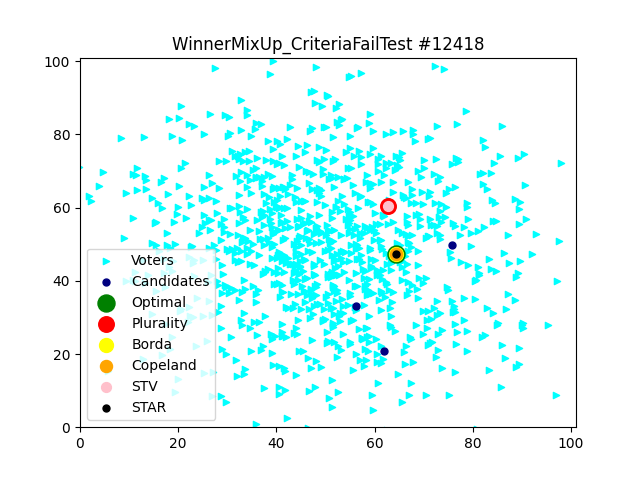 WinnerMixUp_CriteriaFailTest #12418
100
80
60
40
20
0
0
20
40
60
80
100
Voters
Candidates
Optimal
Plurality
Borda
Copeland
STV
STAR